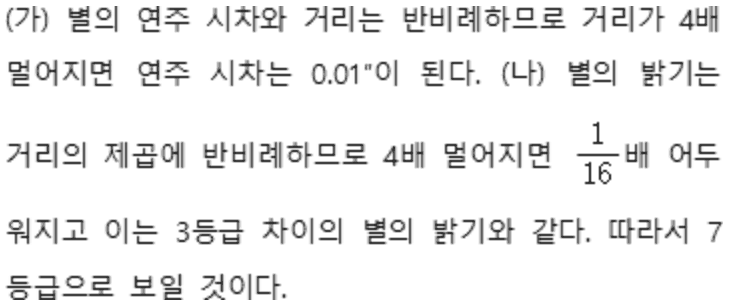 (가) 별의 연주 시차와 거리는 반비례하므로 거리가 4배
멀어지면 연주 시차는 0.01"이 된다. (나) 별의 밝기는
거리의 제곱에 반비례하므로 4배 멀어지면 1/16배 어두
워지고 이는 3등급 차이의 별의 밝기와 같다. 따라서 7
등급으로 보일 것이다.